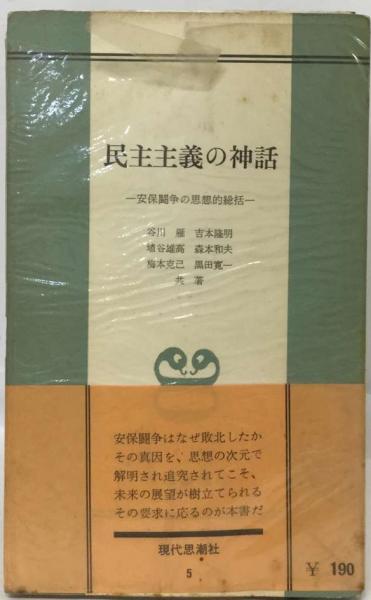 民主主義の神話
―安保闘争の思想的総括―
谷川 雁 吉本隆明
埴谷雄高 森本和夫
梅本克己 黒田寛一
共著
安保闘争はなぜ敗北したか
その真因を、思想の次元で
解明され追究されてこそ、
未来の展望が樹立てられる
その要求に応るのが本書だ
現代思潮社
5
¥ 190